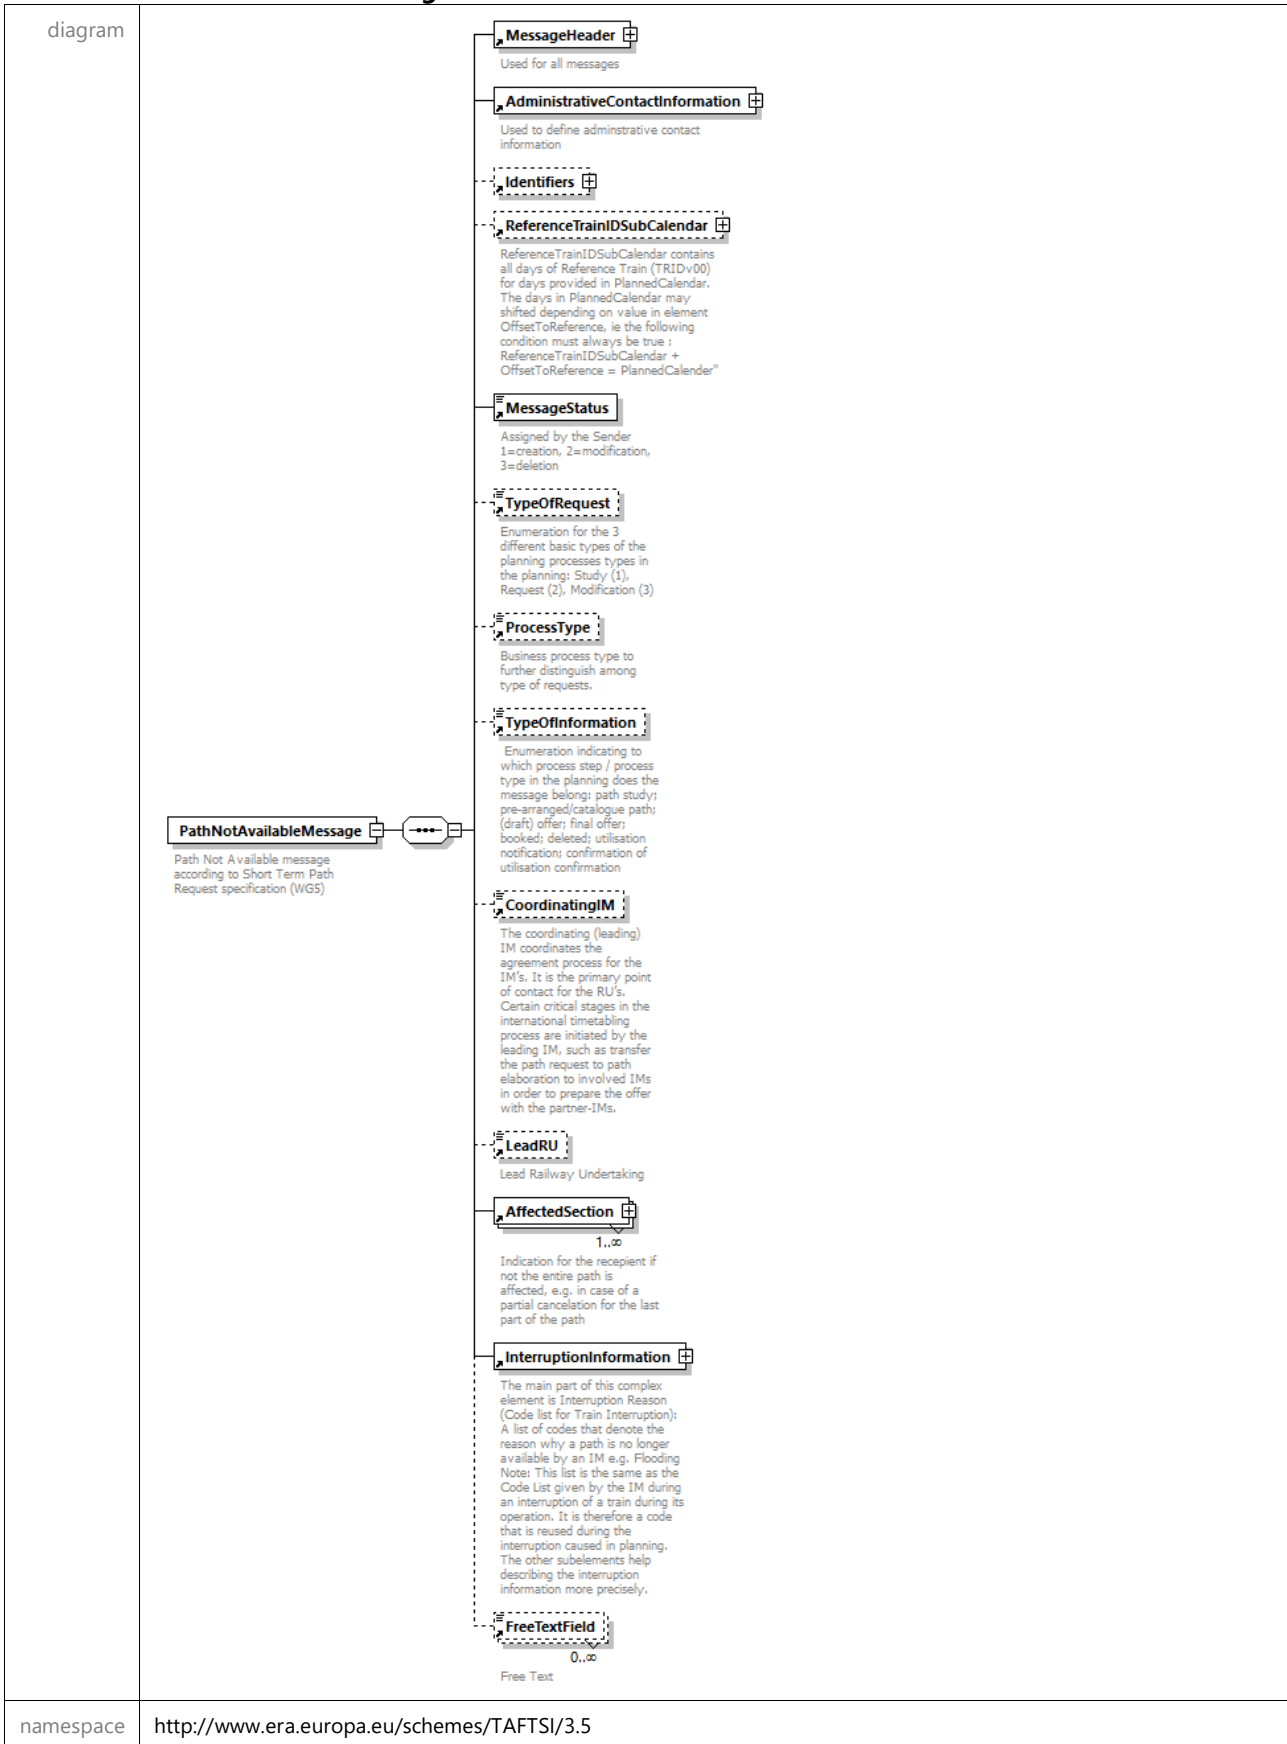 diagram
MessageHeader
Used for all messages
AdministrativeContactInformation
Used to define adminstrative contact
information
Identifiers
ReferenceTrainIDSubCalendar
ReferenceTrainIDSubCalendar contains
all days of Reference Train (TRIDv00)
for days provided in PlannedCalendar.
The days in PlannedCalendar may
shifted depending on value in element
OffsetToReference, ie the following
condition must always be true :
ReferenceTrainIDSubCalendar +
OffsetToReference = PlannedCalender"
MessageStatus
Assigned by the Sender
1=creation, 2=modification,
3=deletion
TypeOfRequest
Enumeration for the 3
different basic types of the
planning processes types in
the planning: Study (1),
Request (2), Modification (3)
ProcessType
Business process type to
further distinguish among
type of requests.
TypeOfInformation
Enumeration indicating to
which process step / process
type in the planning does the
message belong: path study;
pre-arranged/catalogue path;
(draft) offer; final offer;
booked; deleted; utilisation
notification; confirmation of
utilisation confirmation
PathNotAvailableMessage
Path Not Available message
according to Short Term Path
Request specification (WG5)
CoordinatingIM
The coordinating (leading)
IM coordinates the
agreement process for the
IM's. It is the primary point
of contact for the RU's.
Certain critical stages in the
international timetabling
process are initiated by the
leading IM, such as transfer
the path request to path
elaboration to involved IMs
in order to prepare the offer
with the partner-IMs.
LeadRU
Lead Railway Undertaking
AffectedSection
1..∞
Indication for the recepient if
not the entire path is
affected, e.g. in case of a
partial cancelation for the last
part of the path
InterruptionInformation
The main part of this complex
element is Interruption Reason
(Code list for Train Interruption):
A list of codes that denote the
reason why a path is no longer
available by an IM e.g. Flooding
Note: This list is the same as the
Code List given by the IM during
an interruption of a train during its
operation. It is therefore a code
that is reused during the
interruption caused in planning.
The other subelements help
describing the interruption
information more precisely.
FreeTextField
0..∞
Free Text
namespace
http://www.era.europa.eu/schemes/TAFTSI/3.5